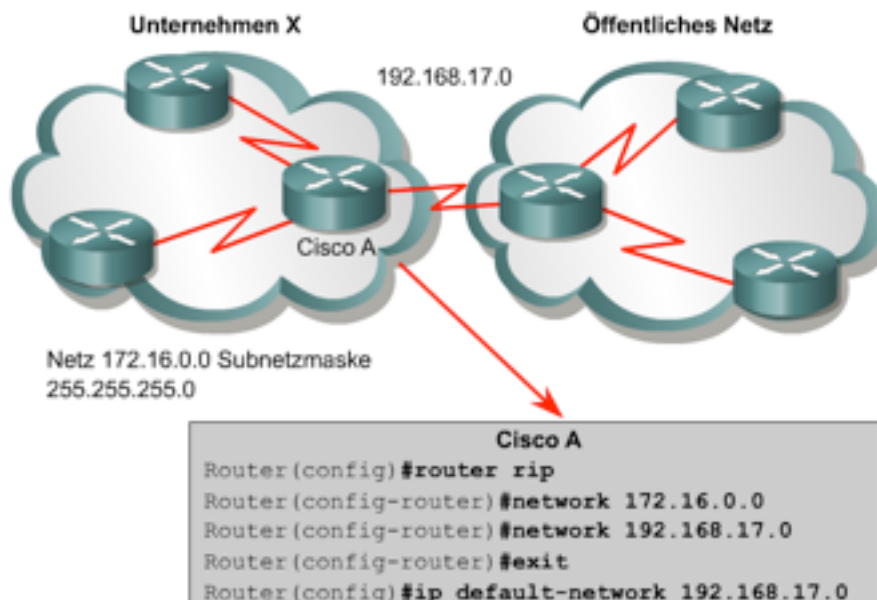 Unternehmen X
Öffentliches Netz
192.168.17.0
Cisco A
Netz 172.16.0.0 Subnetzmaske
255.255.255.0
Cisco A
Router(config)#router rip
Router(config-router)#network 172.16.0.0
Router(config-router)#network 192.168.17.0
Router(config-router)#exit
Router(config)#ip default-network 192.168.17.0